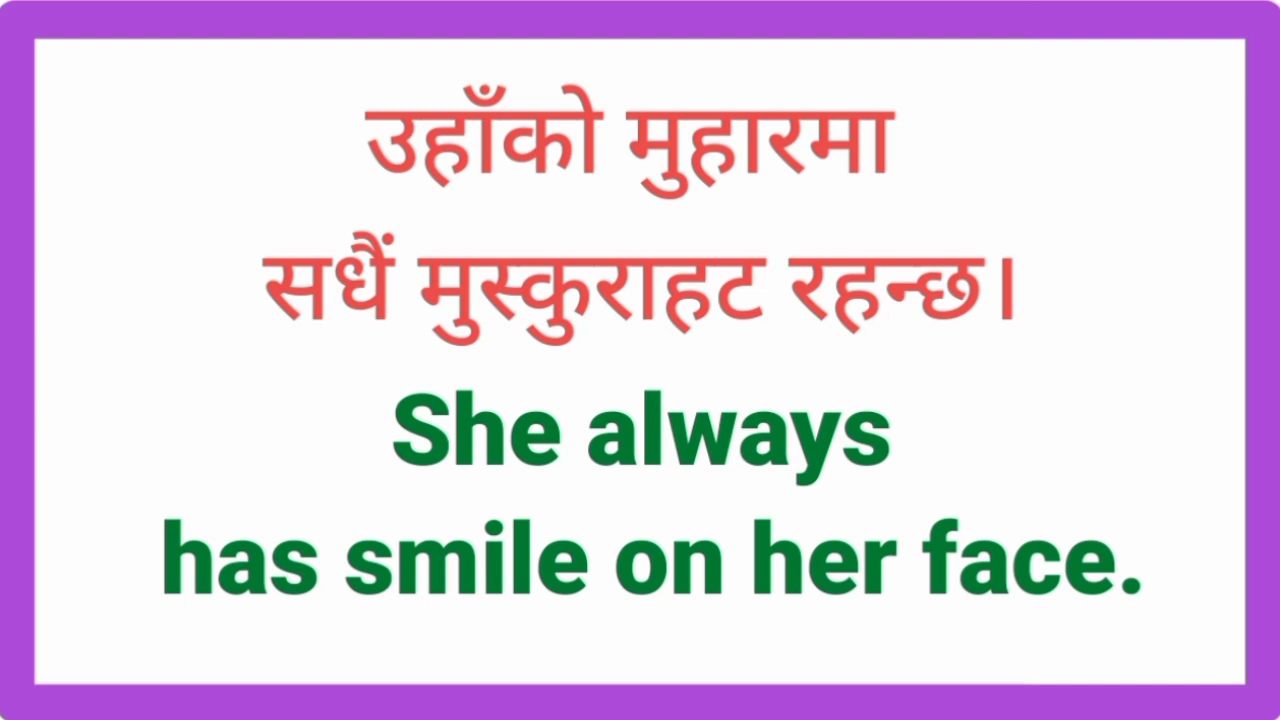 उहाँको मुहारमा
सधैं मुस्कुराहट रहन्छ।
She always
has smile on her face.